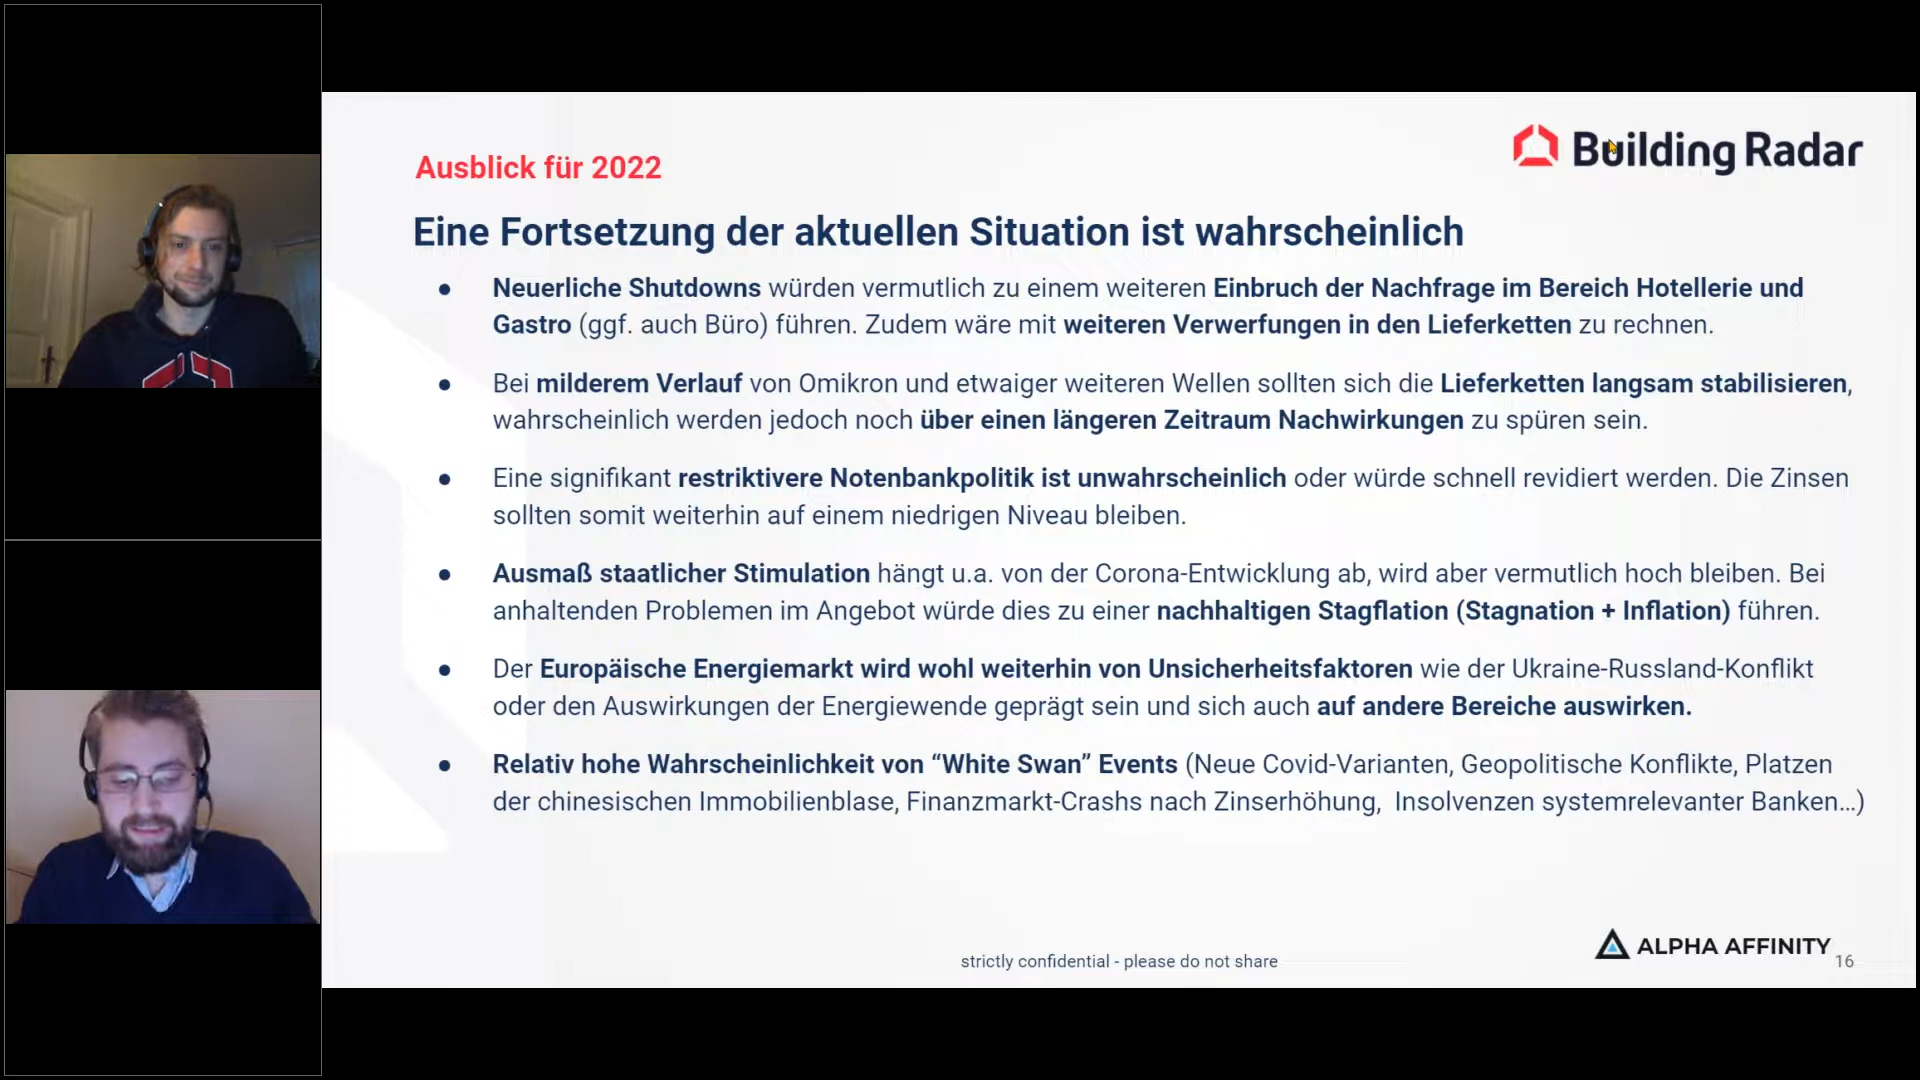 Building Radar
Ausblick für 2022
Eine Fortsetzung der aktuellen Situation ist wahrscheinlich
● Neuerliche Shutdowns würden vermutlich zu einem weiteren Einbruch der Nachfrage im Bereich Hotellerie und
Gastro (ggf. auch Büro) führen. Zudem wäre mit weiteren Verwerfungen in den Lieferketten zu rechnen.
● Bei milderem Verlauf von Omikron und etwaiger weiteren Wellen sollten sich die Lieferketten langsam stabilisieren,
wahrscheinlich werden jedoch noch über einen längeren Zeitraum Nachwirkungen zu spüren sein.
● Eine signifikant restriktivere Notenbankpolitik ist unwahrscheinlich oder würde schnell revidiert werden. Die Zinsen
sollten somit weiterhin auf einem niedrigen Niveau bleiben.
● Ausmaß staatlicher Stimulation hängt u.a. von der Corona-Entwicklung ab, wird aber vermutlich hoch bleiben. Bei
anhaltenden Problemen im Angebot würde dies zu einer nachhaltigen Stagflation (Stagnation + Inflation) führen.
● Der Europäische Energiemarkt wird wohl weiterhin von Unsicherheitsfaktoren wie der Ukraine-Russland-Konflikt
oder den Auswirkungen der Energiewende geprägt sein und sich auch auf andere Bereiche auswirken.
● Relativ hohe Wahrscheinlichkeit von “White Swan” Events (Neue Covid-Varianten, Geopolitische Konflikte, Platzen
der chinesischen Immobilienblase, Finanzmarkt-Crashs nach Zinserhöhung, Insolvenzen systemrelevanter Banken…)
ALPHA AFFINITY
strictly confidential - please do not share
16